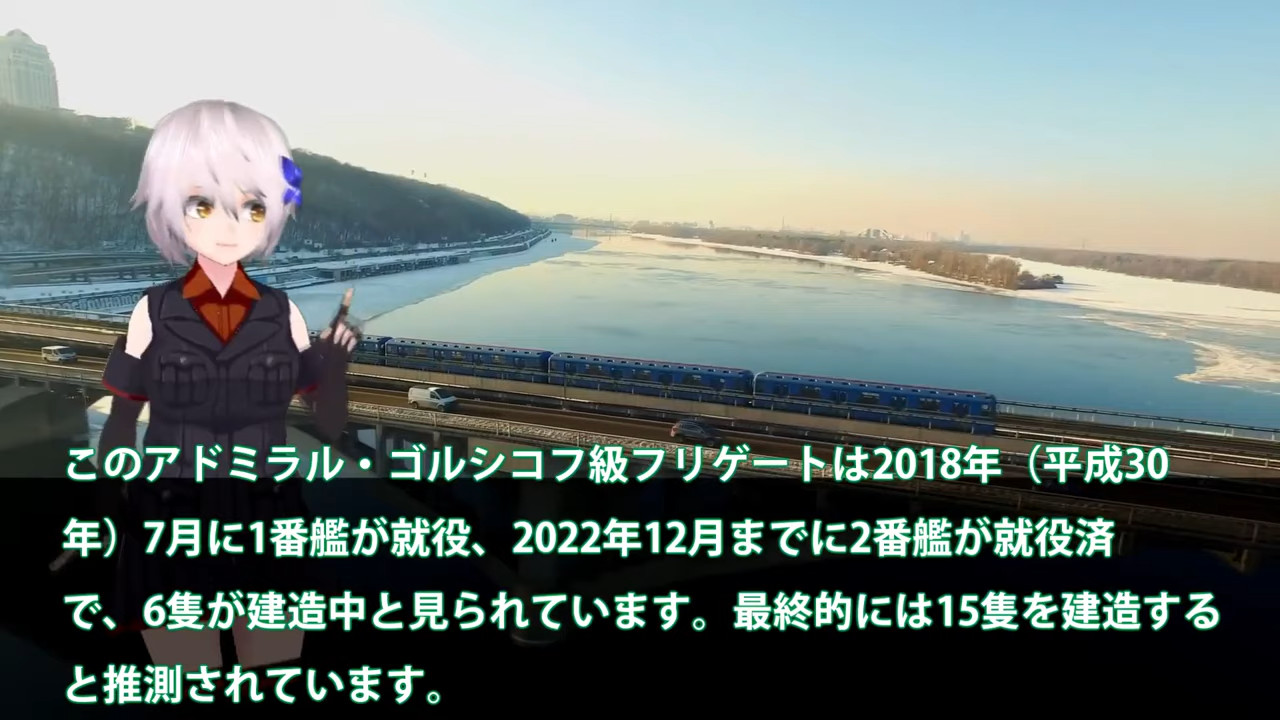 このアドミラル・ゴルシコフ級フリゲートは2018年（平成30
年）7月に1番艦が就役、2022年12月までに2番艦が就役済
で、6隻が建造中と見られています。最終的には15隻を建造する
と推測されています。